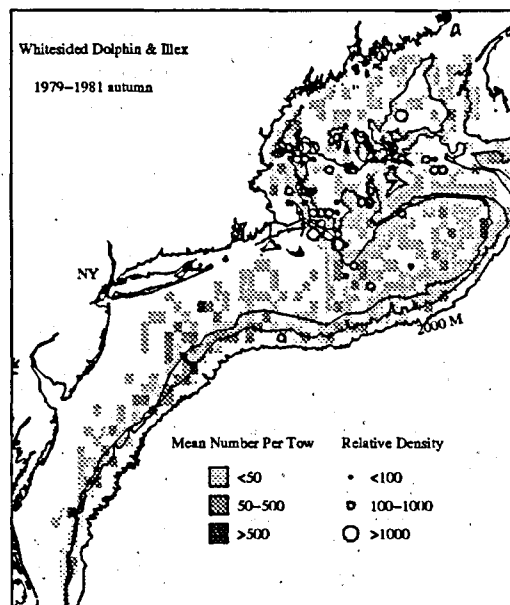 Whitesided Dolphin & Illex
1979–1981 autumn
NY
2000 M
Mean Number Per Tow
<50
50–500
>500
Relative Density
<100
100–1000
>1000